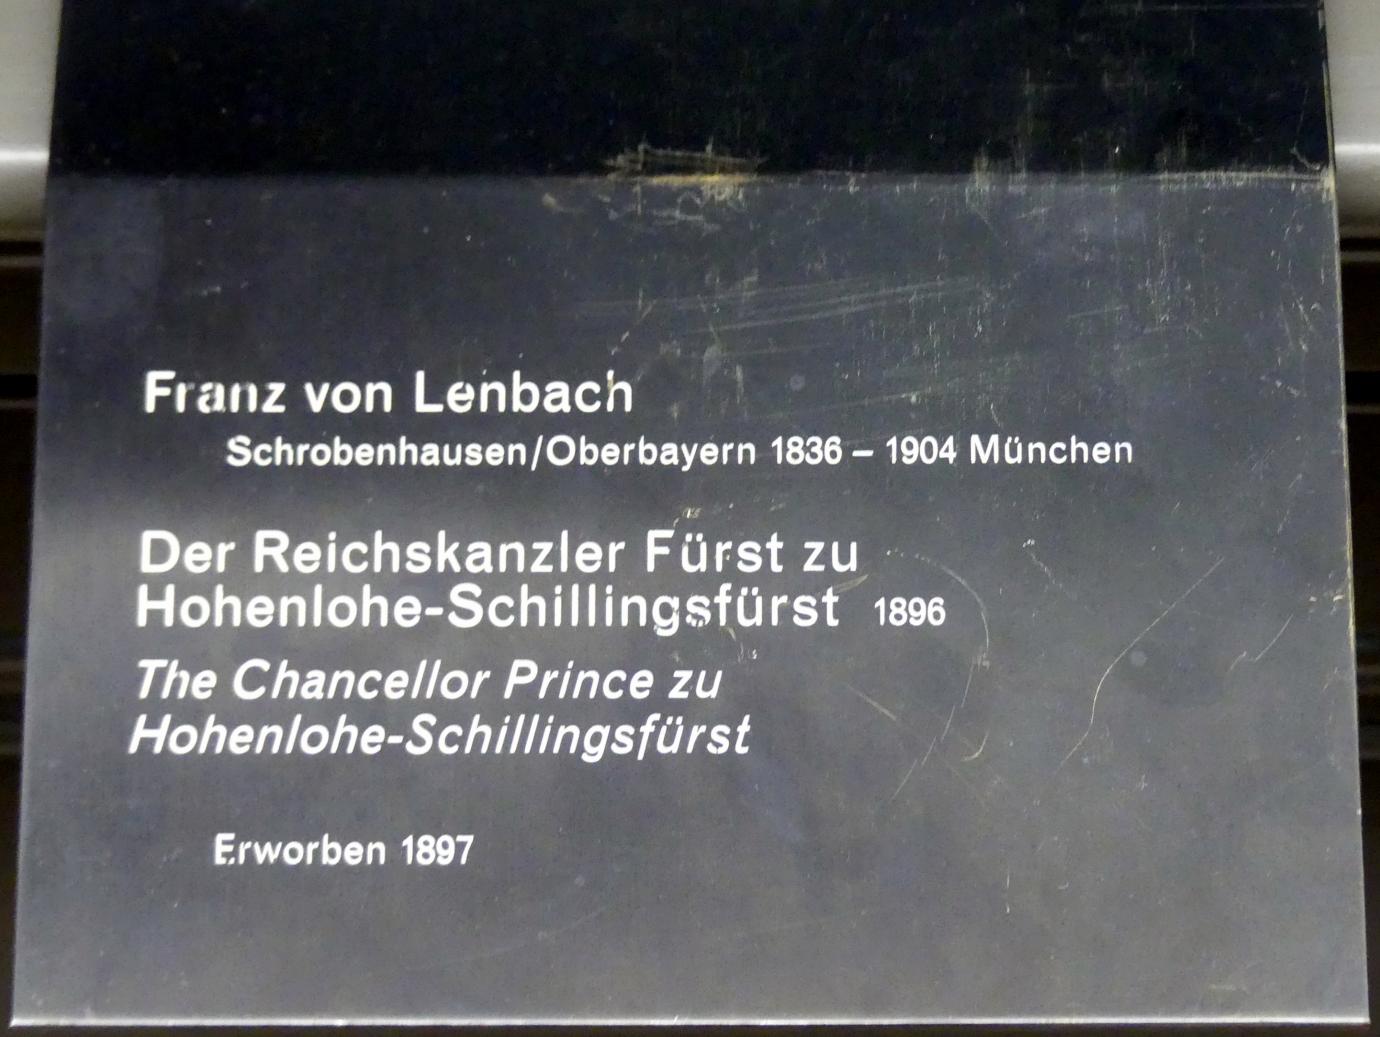 Franz von Lenbach
Schrobenhausen/Oberbayern 1836 – 1904 München
Der Reichskanzler Fürst zu
Hohenlohe-Schillingsfürst 1896
The Chancellor Prince zu
Hohenlohe-Schillingsfürst
Erworben 1897